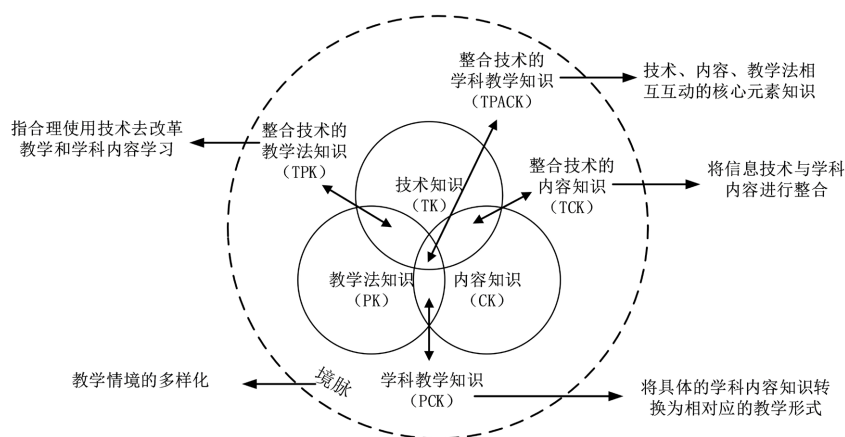 整合技术的
学科教学知识
（TPACK）
技术、内容、教学法相
互互动的核心元素知识
指合理使用技术去改革
教学和学科内容学习
整合技术的
教学法知识
（TPK）
技术知识
（TK）
整合技术的
内容知识
（TCK）
将信息技术与学科
内容进行整合
教学法知识
（PK）
内容知识
（CK）
教学情境的多样化
境脉
学科教学知识
（PCK）
将具体的学科内容知识转
换为相对应的教学形式